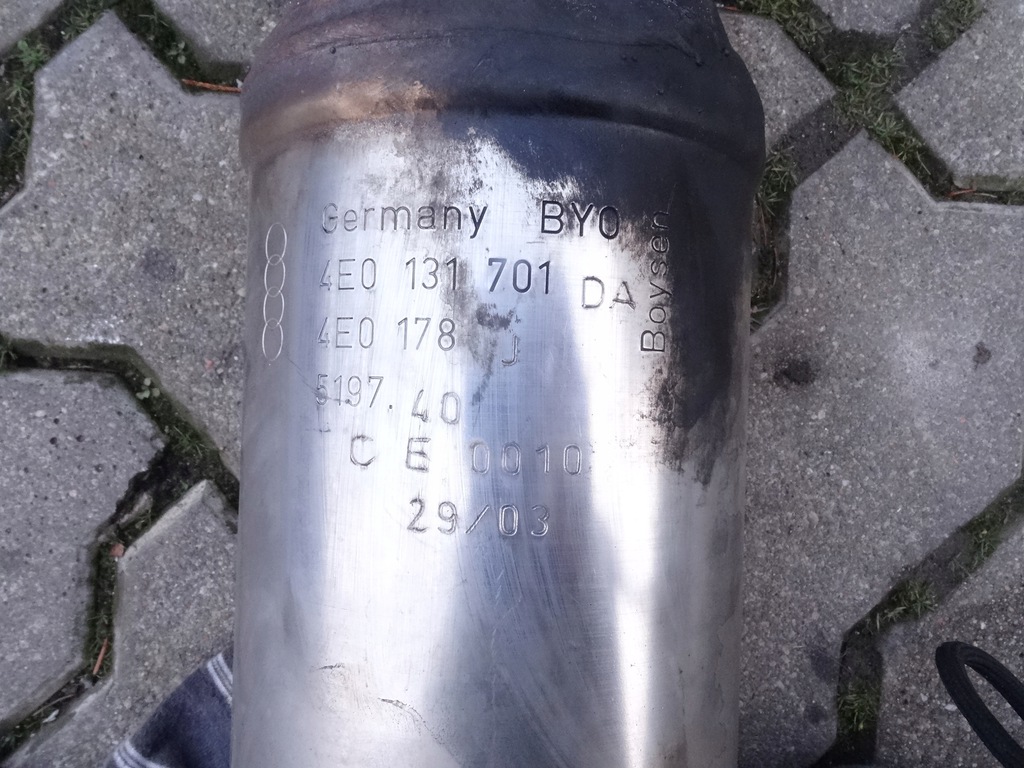 Germany BYO
4E0 131 701 DA
4E0 178 J
5197.40
C E 0010
29/03
Boysen